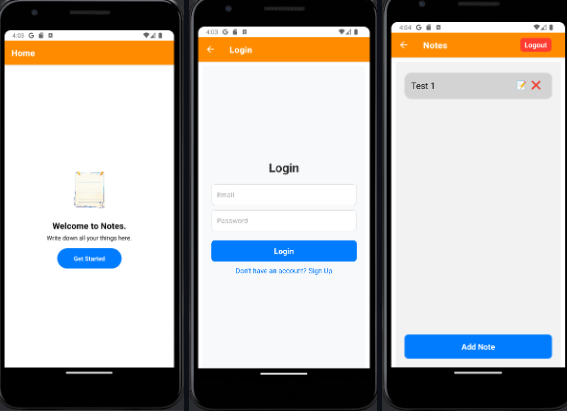 4:03 G
Home
Welcome to Notes.
Write down all your things here.
Get Started
4:03 G
Login
Login
Email
Password
Login
Don't have an account? Sign Up
4:04 G
Notes
Logout
Test 1
Add Note